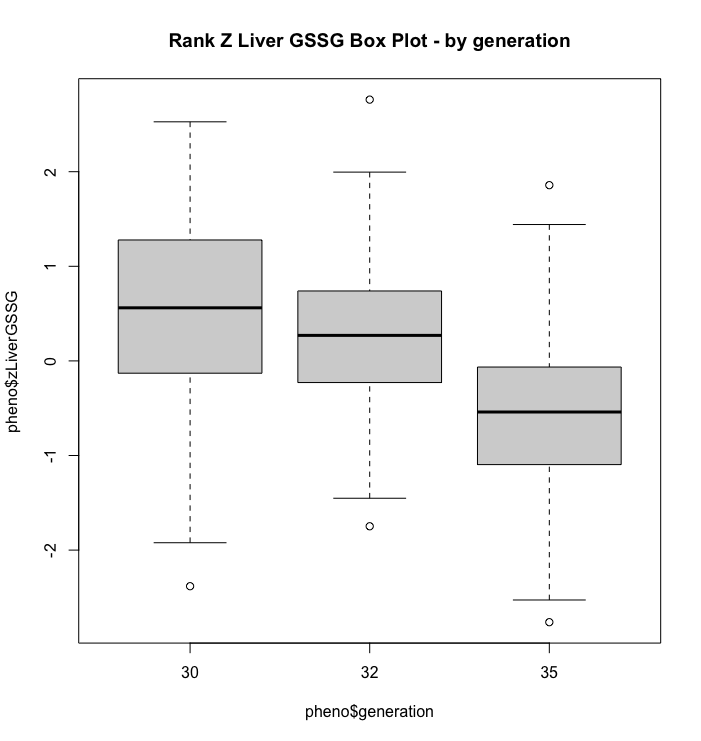 Rank Z Liver GSSG Box Plot - by generation
pheno$zLiverGSSG
2
1
0
-1
-2
30 32 35
pheno$generation